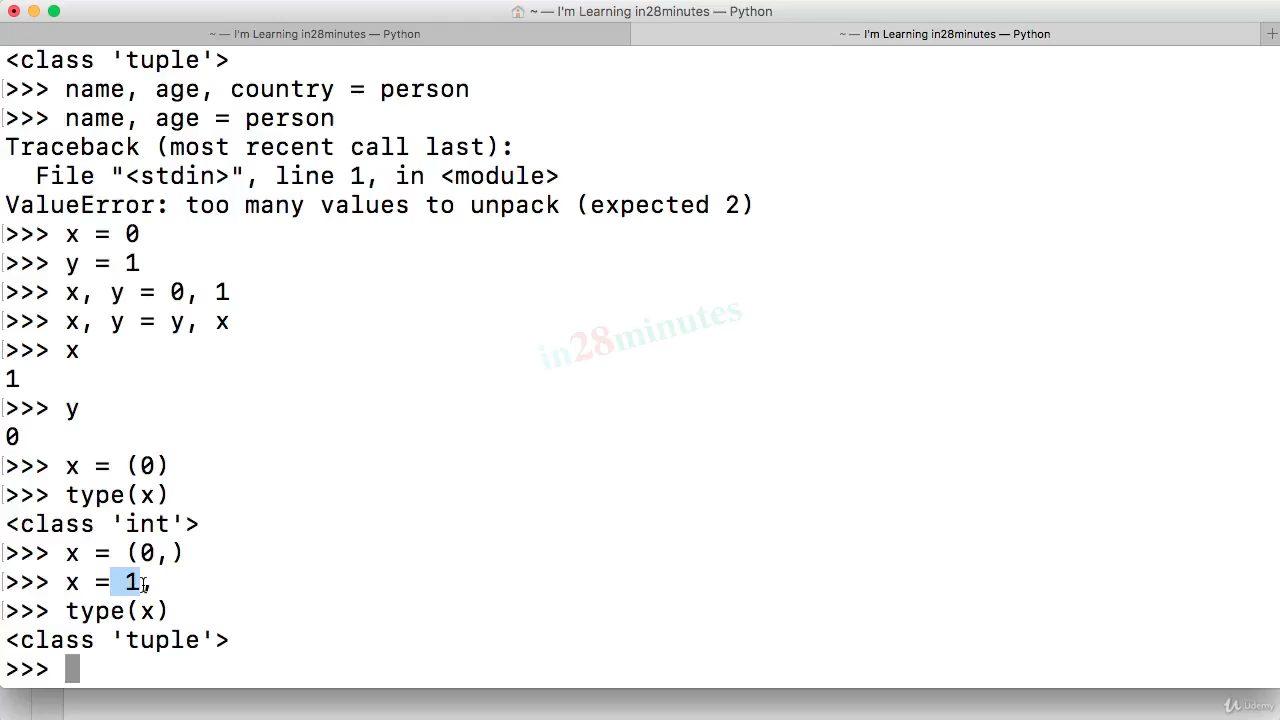 ~ — I'm Learning in28minutes — Python
~ — I'm Learning in28minutes — Python
~ — I'm Learning in28minutes — Python
<class 'tuple'>
>>> name, age, country = person
>>> name, age = person
Traceback (most recent call last):
  File "<stdin>", line 1, in <module>
ValueError: too many values to unpack (expected 2)
>>> x = 0
>>> y = 1
>>> x, y = 0, 1
>>> x, y = y, x
>>> x
1
>>> y
0
>>> x = (0)
>>> type(x)
<class 'int'>
>>> x = (0,)
>>> x = 1,
>>> type(x)
<class 'tuple'>
>>>
in28minutes
Udemy